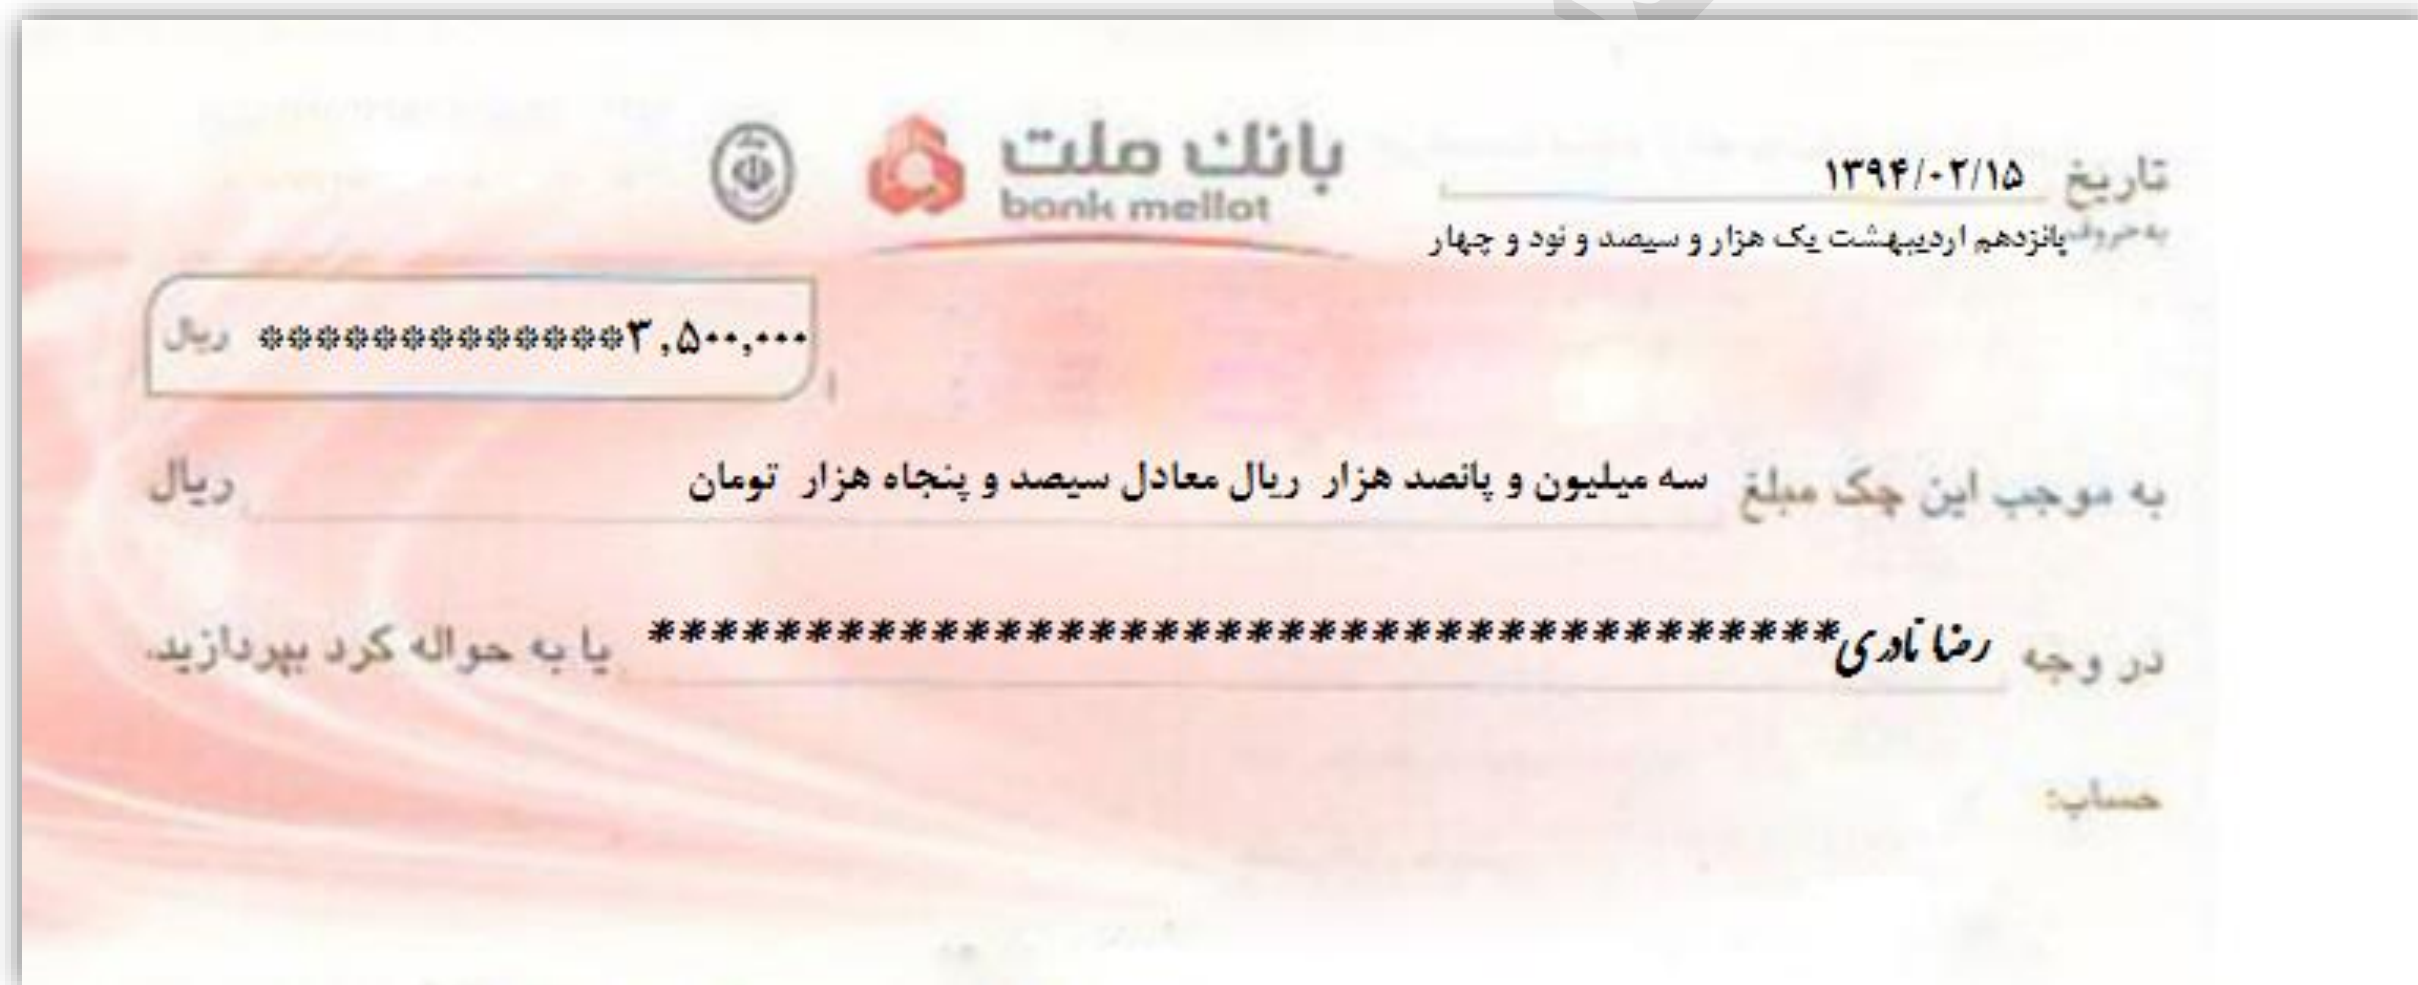 بانك ملت
bank mellat
تاریخ ۱۳۹۴/۰۲/۱۵
به حروف پانزدهم اردیبهشت یک هزار و سیصد و نود و چهار
۳,۵۰۰,۰۰۰************* ریال
به موجب این چک مبلغ سه میلیون و پانصد هزار ریال معادل سیصد و پنجاه هزار تومان ریال
در وجه رضا نادری************************************** یا به حواله کرد بپردازید.
حساب: